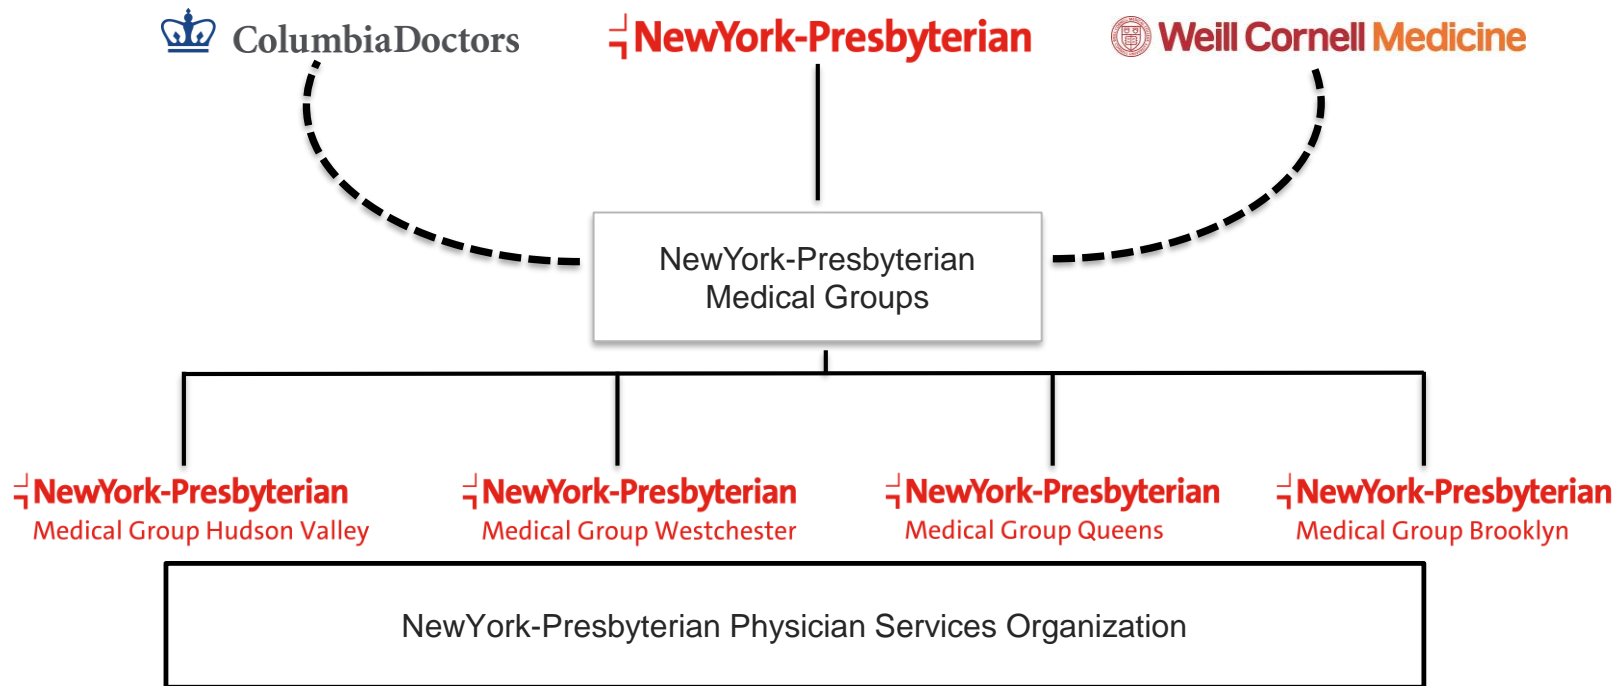 ColumbiaDoctors
NewYork-Presbyterian
Weill Cornell Medicine
NewYork-Presbyterian
Medical Groups
NewYork-Presbyterian
Medical Group Hudson Valley
NewYork-Presbyterian
Medical Group Westchester
NewYork-Presbyterian
Medical Group Queens
NewYork-Presbyterian
Medical Group Brooklyn
NewYork-Presbyterian Physician Services Organization